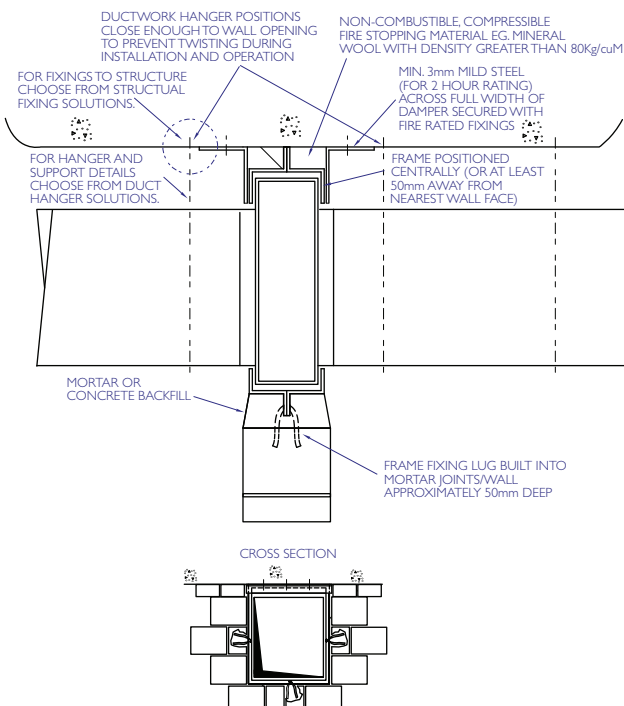 DUCTWORK HANGER POSITIONS
CLOSE ENOUGH TO WALL OPENING
TO PREVENT TWISTING DURING
INSTALLATION AND OPERATION
NON-COMBUSTIBLE, COMPRESSIBLE
FIRE STOPPING MATERIAL EG. MINERAL
WOOL WITH DENSITY GREATER THAN 80Kg/cuM
FOR FIXINGS TO STRUCTURE
CHOOSE FROM STRUCTUAL
FIXING SOLUTIONS.
MIN. 3mm MILD STEEL
(FOR 2 HOUR RATING)
ACROSS FULL WIDTH OF
DAMPER SECURED WITH
FIRE RATED FIXINGS
FOR HANGER AND
SUPPORT DETAILS
CHOOSE FROM DUCT
HANGER SOLUTIONS.
FRAME POSITIONED
CENTRALLY (OR AT LEAST
50mm AWAY FROM
NEAREST WALL FACE)
MORTAR OR
CONCRETE BACKFILL
FRAME FIXING LUG BUILT INTO
MORTAR JOINTS/WALL
APPROXIMATELY 50mm DEEP
CROSS SECTION